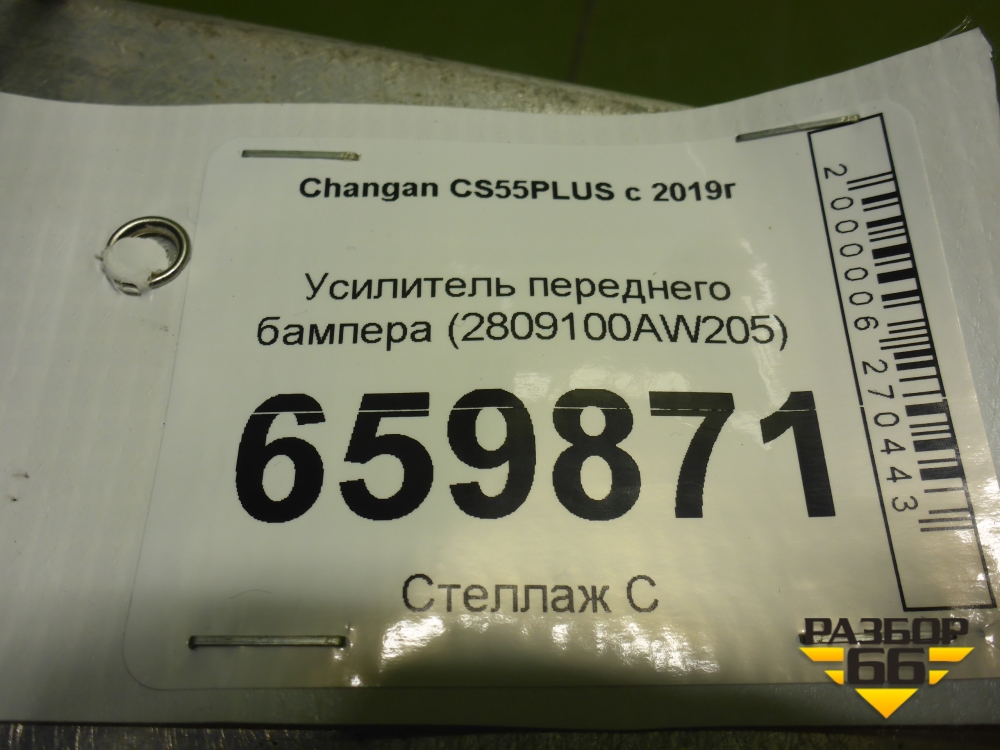 Changan CS55PLUS с 2019г
Усилитель переднего
бампера (2809100AW205)
659871
Стеллаж С
2000006270443
РАЗБОР
66